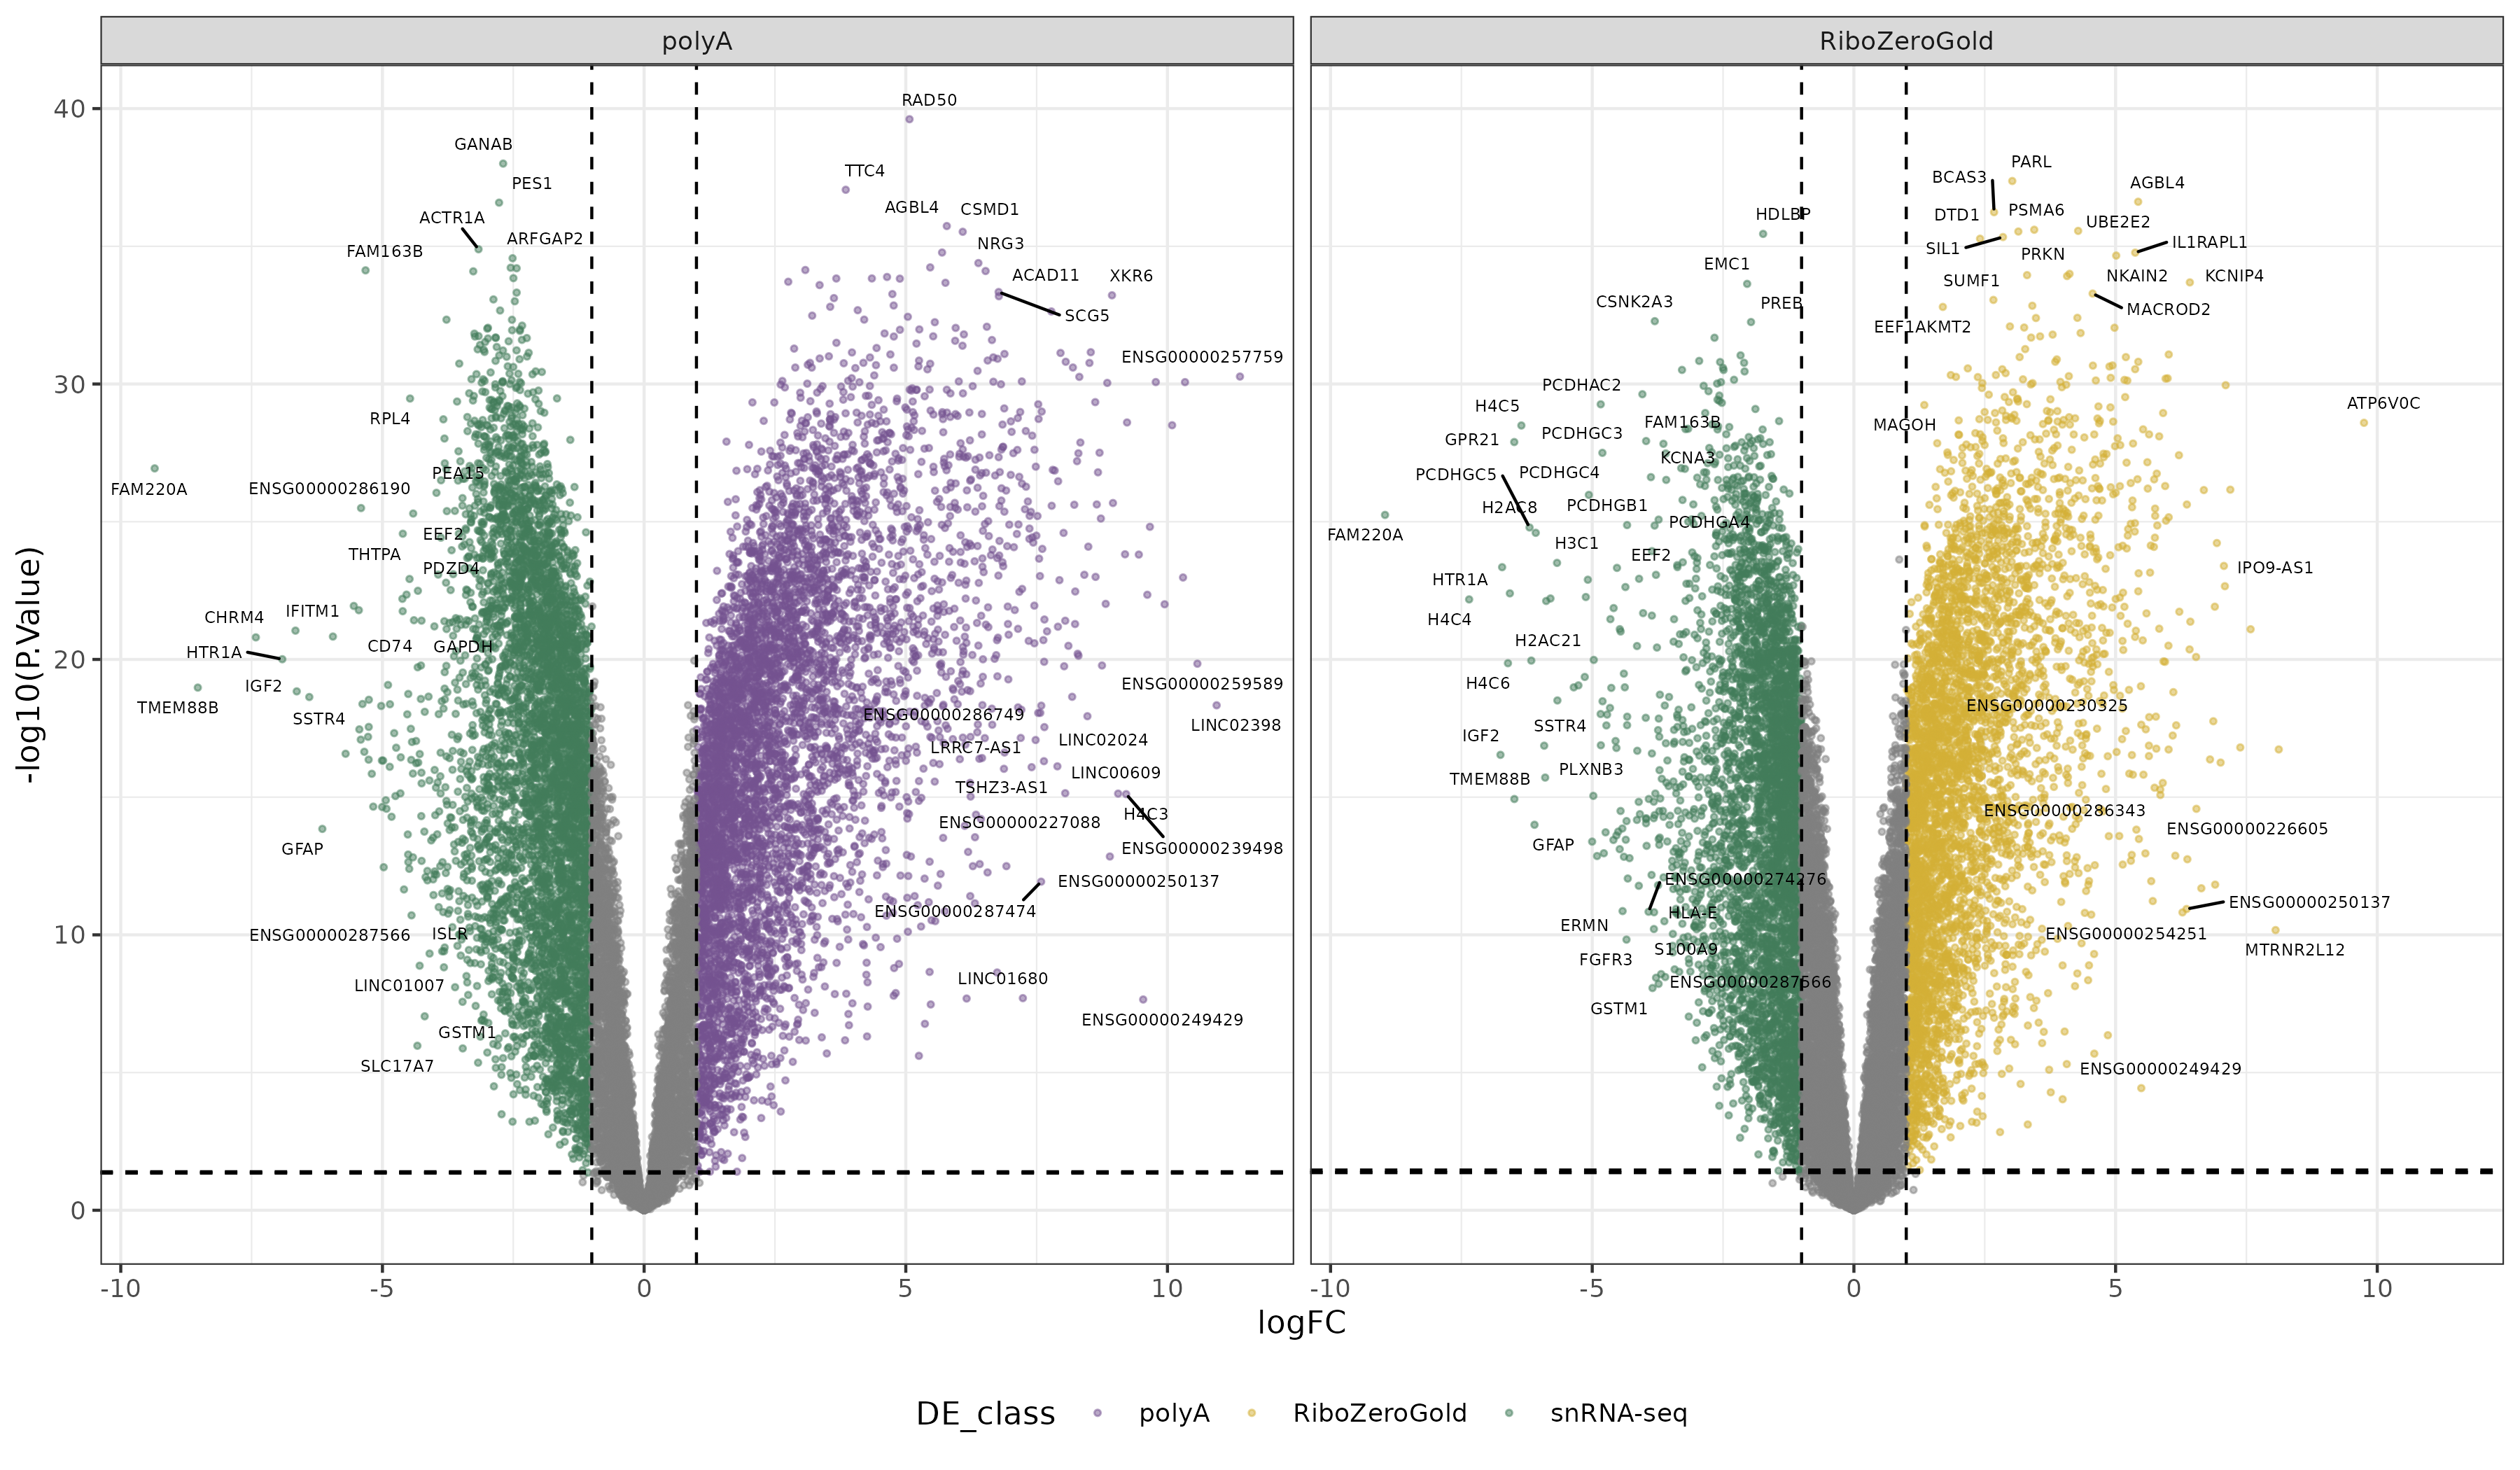 polyA
RiboZeroGold
-log10(P.Value)
40
30
20
10
0
RAD50
GANAB
TTC4
PES1
AGBL4
CSMD1
ACTR1A
ARFGAP2
NRG3
FAM163B
ACAD11
XKR6
SCG5
ENSG00000257759
RPL4
PEA15
FAM220A
ENSG00000286190
EEF2
THTPA
PDZD4
CHRM4
IFITM1
HTR1A
CD74
GAPDH
IGF2
ENSG00000259589
TMEM88B
SSTR4
ENSG00000286749
LINC02398
LRRC7-AS1
LINC02024
LINC00609
TSHZ3-AS1
H4C3
ENSG00000227088
GFAP
ENSG00000239498
ENSG00000250137
ENSG00000287474
ENSG00000287566
ISLR
LINC01680
LINC01007
ENSG00000249429
GSTM1
SLC17A7
PARL
BCAS3
AGBL4
HDLBP
DTD1
PSMA6
UBE2E2
SIL1
IL1RAPL1
PRKN
EMC1
NKAIN2
KCNIP4
SUMF1
CSNK2A3
PREB
MACROD2
EEF1AKMT2
PCDHAC2
ATP6V0C
H4C5
FAM163B
MAGOH
GPR21
PCDHGC3
KCNA3
PCDHGC5
PCDHGC4
H2AC8
PCDHGB1
PCDHGA4
FAM220A
H3C1
EEF2
IPO9-AS1
HTR1A
H4C4
H2AC21
H4C6
ENSG00000230325
SSTR4
IGF2
PLXNB3
TMEM88B
ENSG00000286343
ENSG00000226605
GFAP
ENSG00000274276
ENSG00000250137
HLA-E
ERMN
ENSG00000254251
S100A9
MTRNR2L12
FGFR3
ENSG00000287566
GSTM1
ENSG00000249429
-10
-5
0
5
10
-10
-5
0
5
10
logFC
DE_class
polyA
RiboZeroGold
snRNA-seq